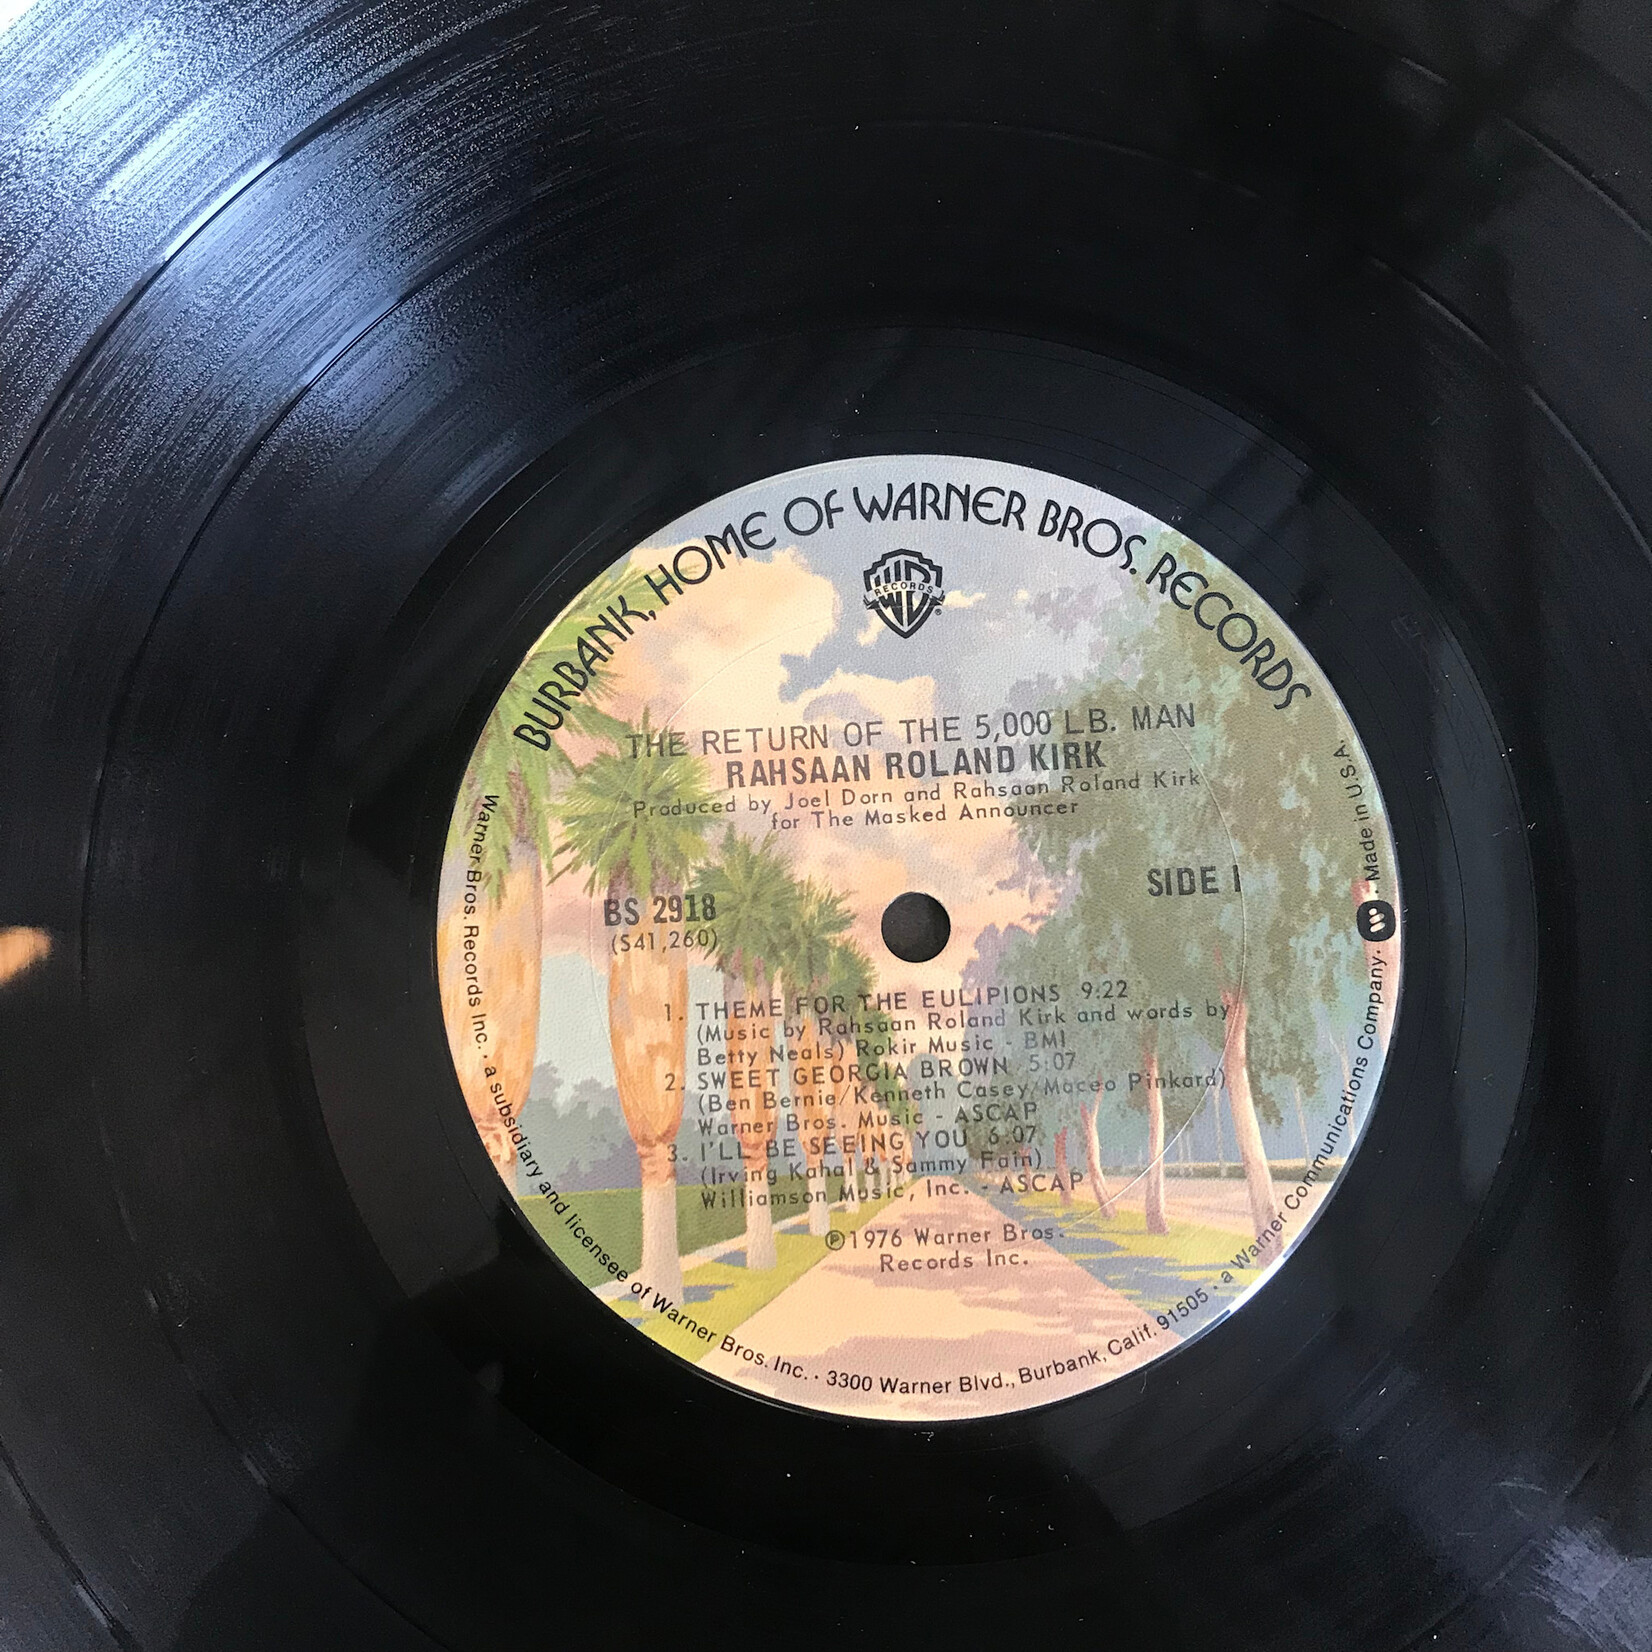 BURBANK, HOME OF WARNER BROS. RECORDS
RECORDS
W
®
THE RETURN OF THE 5,000 LB. MAN
RAHSAAN ROLAND KIRK
Produced by Joel Dorn and Rahsaan Roland Kirk
for The Masked Announcer
BS 2918
(S41,260)
SIDE 1
1. THEME FOR THE EULIPIONS 9:22
(Music by Rahsaan Roland Kirk and words by
Betty Neals) Rokir Music - BMI
2. SWEET GEORGIA BROWN 5:07
(Ben Bernie/Kenneth Casey/Maceo Pinkard)
Warner Bros. Music - ASCAP
3. I'LL BE SEEING YOU 6:07
(Irving Kahal & Sammy Fain)
Williamson Music, Inc. - ASCAP
℗1976 Warner Bros.
Records Inc.
Warner Bros. Records Inc. · a subsidiary and licensee of Warner Bros. Inc. · 3300 Warner Blvd., Burbank, Calif. 91505 · a Warner Communications Company. · Made in U.S.A.